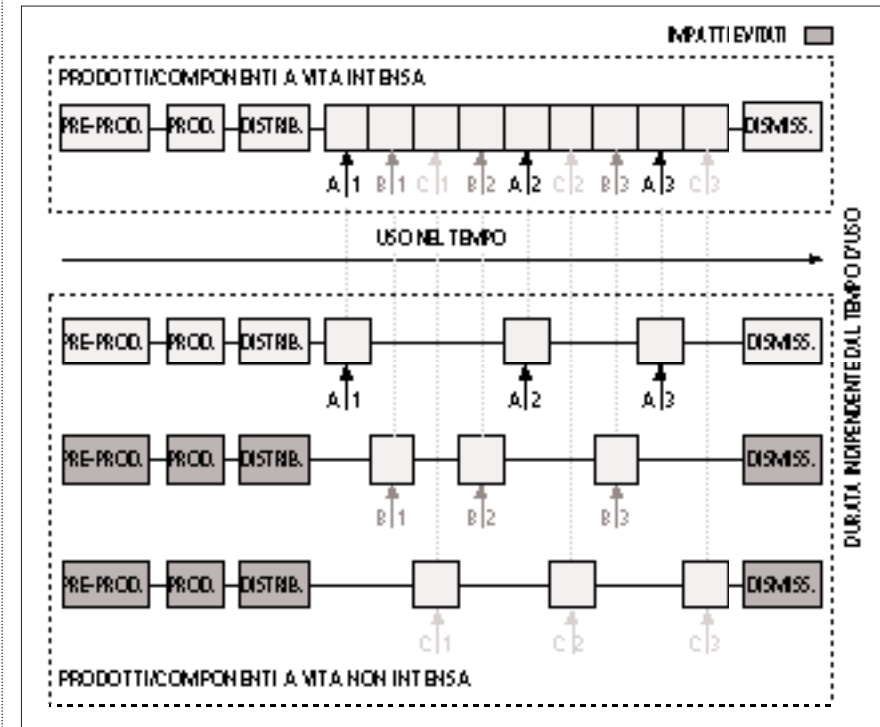 IMPATTI EVITATI
PRODOTTI/COMPONENTI A VITA INTENSA
PRE-PROD. PROD. DISTRIB. DISMISS.
A 1 B 1 C 1 B 2 A 2 C 2 B 3 A 3 C 3
USO NEL TEMPO
DURATA INDIPENDENTE DAL TEMPO D'USO
PRE-PROD. PROD. DISTRIB. DISMISS.
A 1 A 2 A 3
PRE-PROD. PROD. DISTRIB. DISMISS.
B 1 B 2 B 3
PRE-PROD. PROD. DISTRIB. DISMISS.
C 1 C 2 C 3
PRODOTTI/COMPONENTI A VITA NON INTENSA